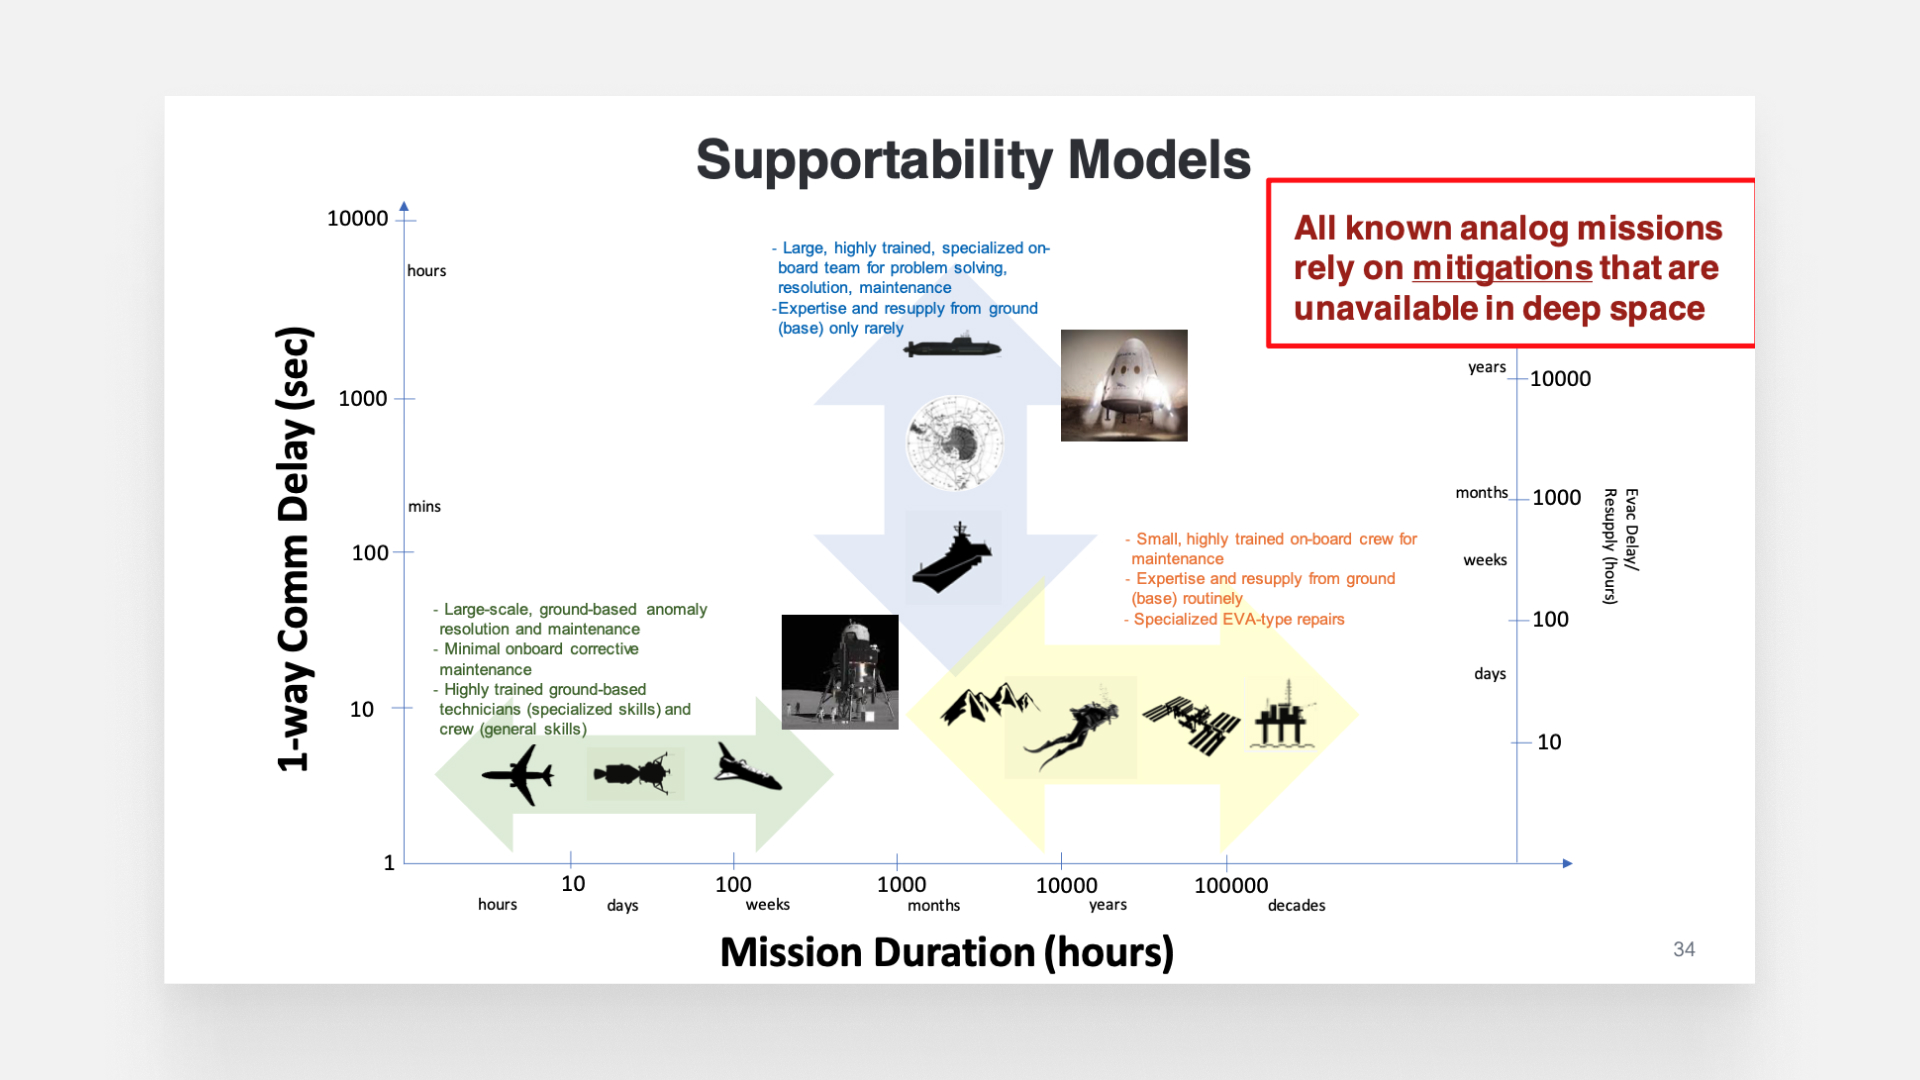 Supportability Models
All known analog missions
rely on mitigations that are
unavailable in deep space
1-way Comm Delay (sec)
10000
hours
1000
mins
100
10
1
- Large, highly trained, specialized on-
board team for problem solving,
resolution, maintenance
-Expertise and resupply from ground
(base) only rarely
- Large-scale, ground-based anomaly
resolution and maintenance
- Minimal onboard corrective
maintenance
- Highly trained ground-based
technicians (specialized skills) and
crew (general skills)
- Small, highly trained on-board crew for
maintenance
- Expertise and resupply from ground
(base) routinely
- Specialized EVA-type repairs
years
10000
months
1000
weeks
100
days
10
Evac Delay/
Resupply (hours)
10
100
1000
10000
100000
hours
days
weeks
months
years
decades
Mission Duration (hours)
34